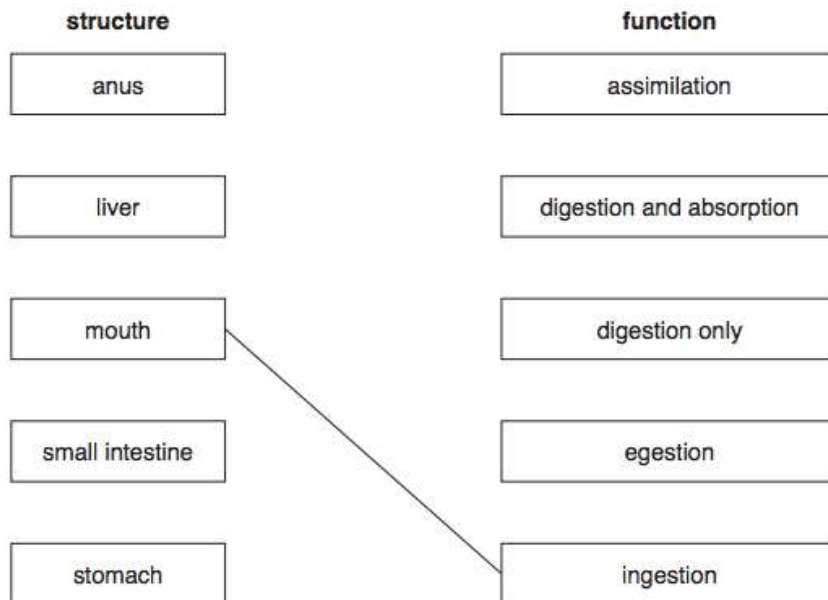 structure
function
anus
assimilation
liver
digestion and absorption
mouth
digestion only
small intestine
egestion
stomach
ingestion